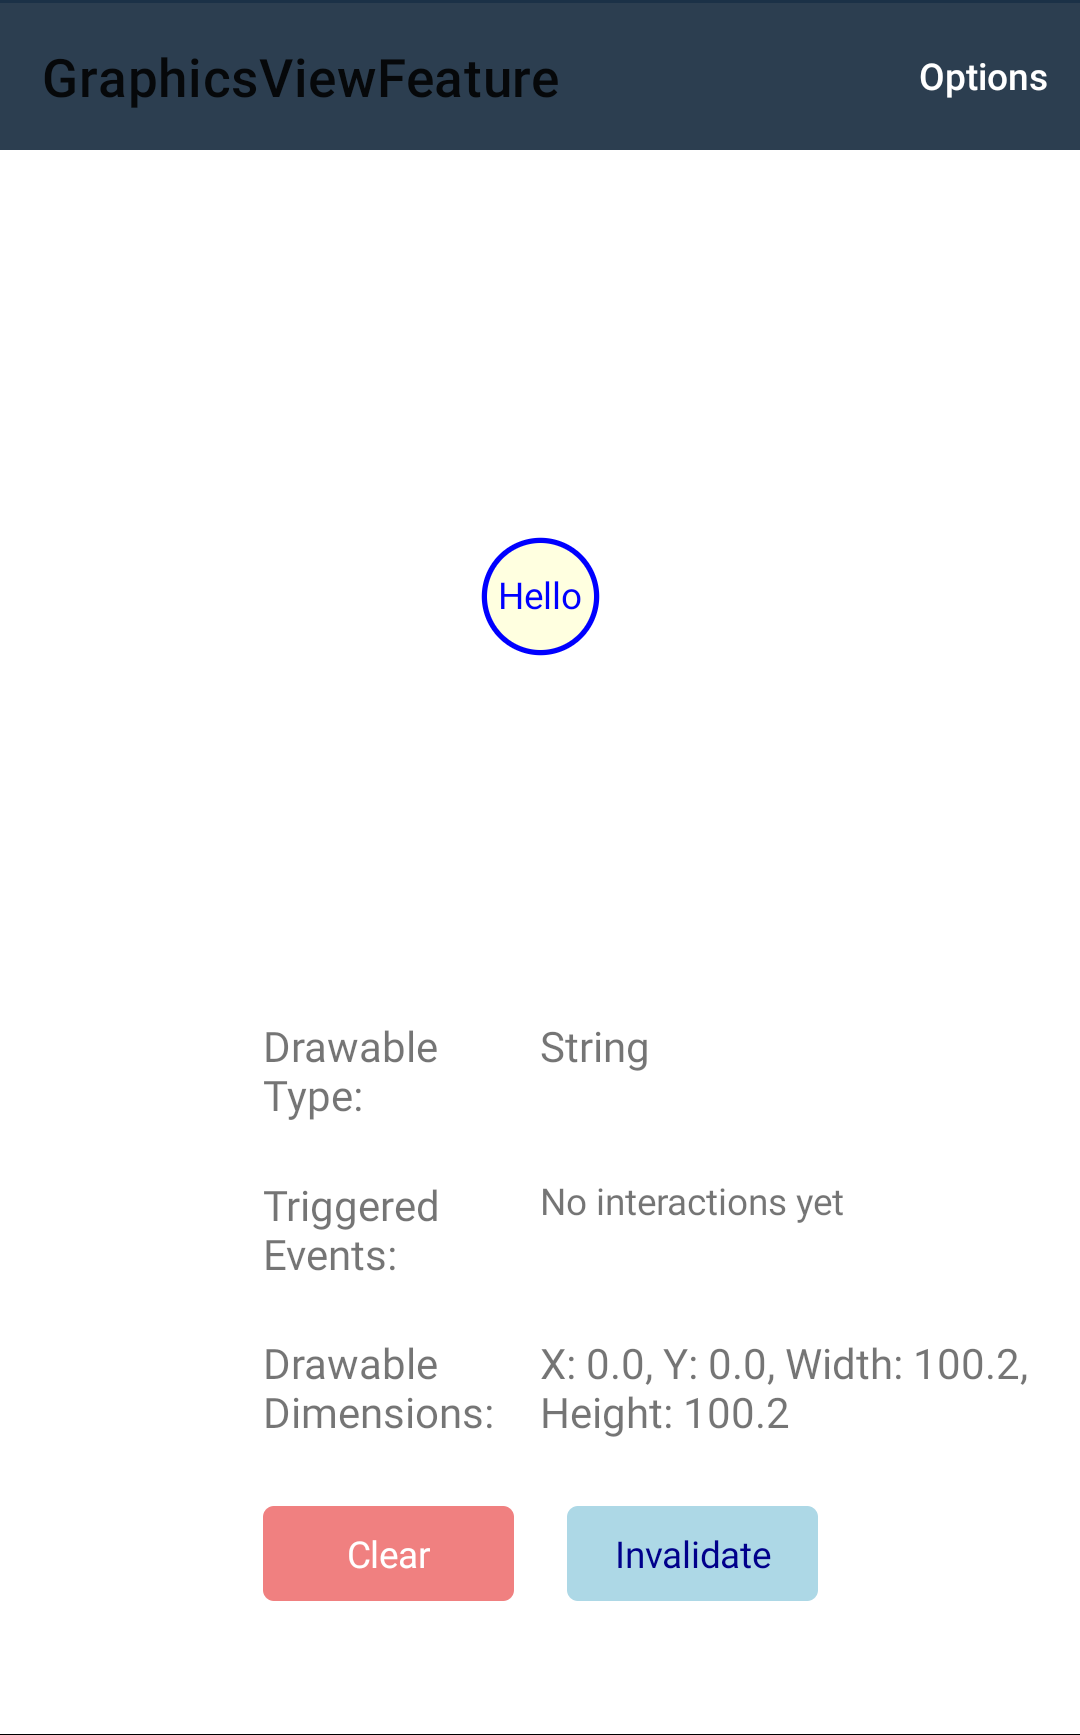 GraphicsViewFeature
Options
Hello
Drawable
Type:
String
Triggered
Events:
No interactions yet
Drawable
Dimensions:
X: 0.0, Y: 0.0, Width: 100.2,
Height: 100.2
Clear
Invalidate